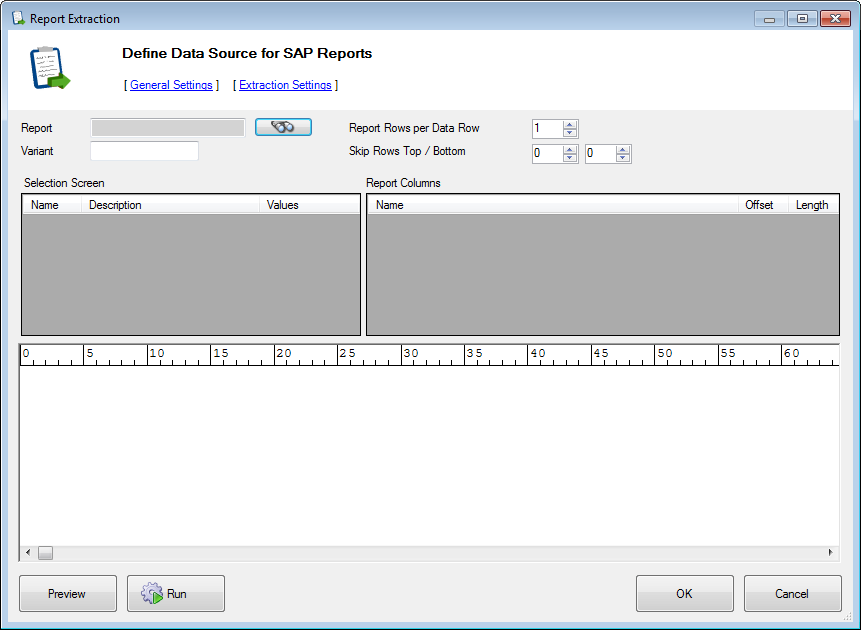 Report Extraction
Define Data Source for SAP Reports
[ General Settings ] [ Extraction Settings ]
Report
Report Rows per Data Row 1
Variant
Skip Rows Top / Bottom 0 0
Selection Screen
Report Columns
Name Description Values
Name Offset Length
0 5 10 15 20 25 30 35 40 45 50 55 60
Preview Run OK Cancel